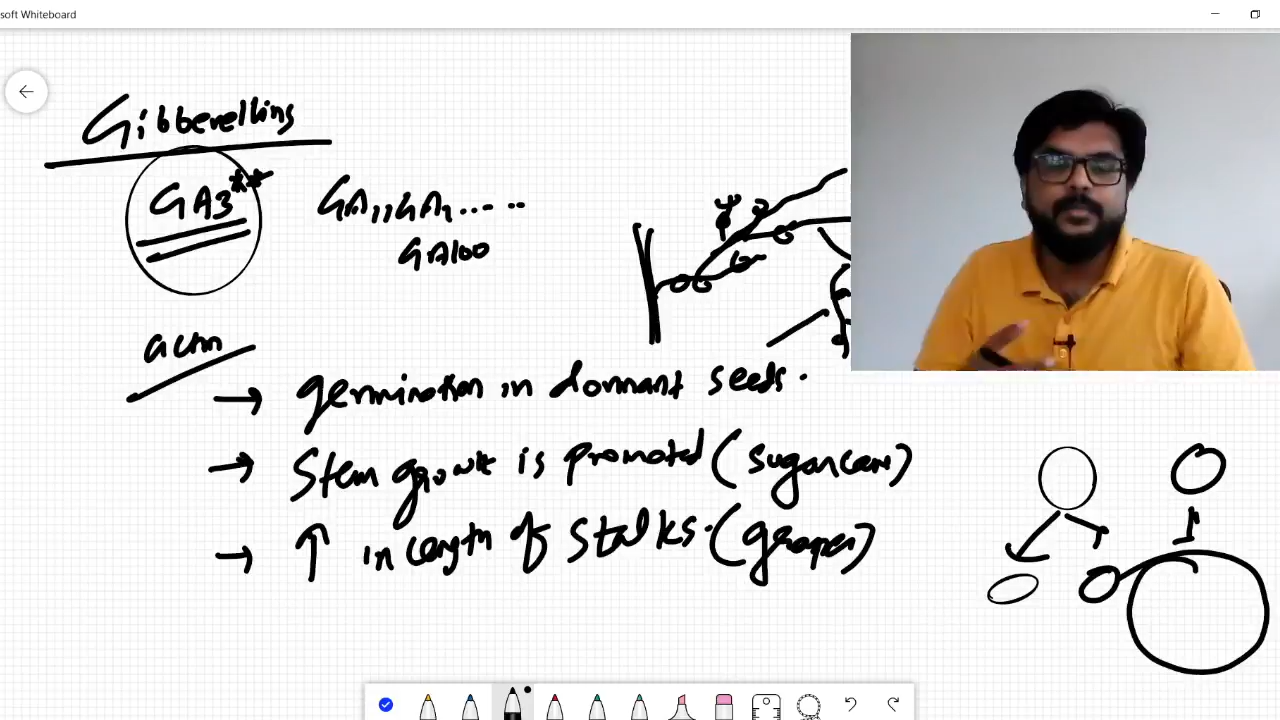 soft Whiteboard
Gibberellins
GA3**
GA1, GA2......
GA100
action
→ germination in dormant seeds.
→ Stem growth is promoted (sugarcane)
→ ↑ in length of stalks. (grapes)